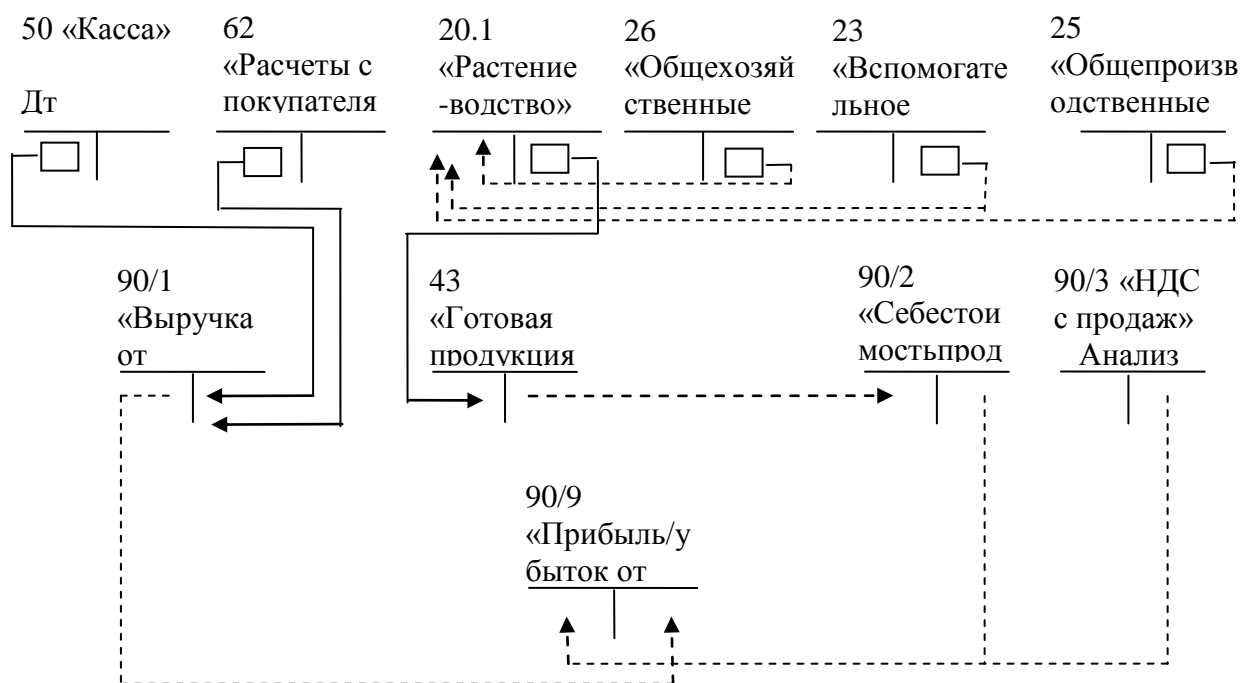 50 «Касса»
Дт
62
«Расчеты с
покупателя
20.1
«Растение
-водство»
26
«Общехозяй
ственные
23
«Вспомогате
льное
25
«Общепроизв
одственные
90/1
«Выручка
от
43
«Готовая
продукция
90/2
«Себестои
мостьпрод
90/3 «НДС
с продаж»
Анализ
90/9
«Прибыль/у
быток от